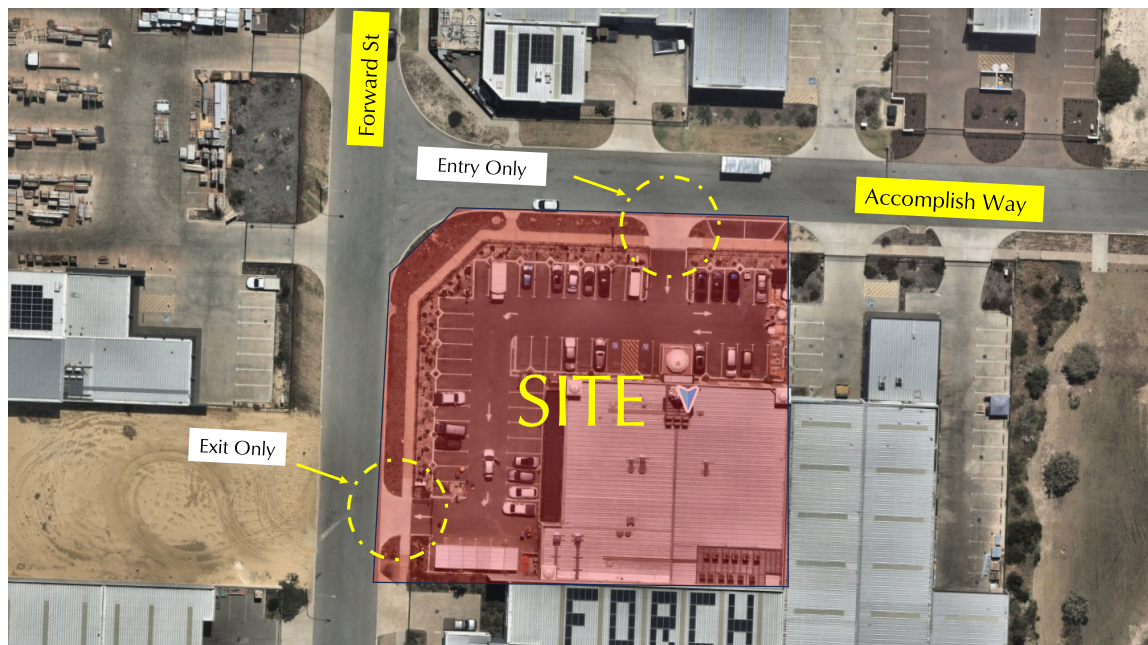 Forward St
Entry Only
Accomplish Way
SITE
Exit Only
FORCH